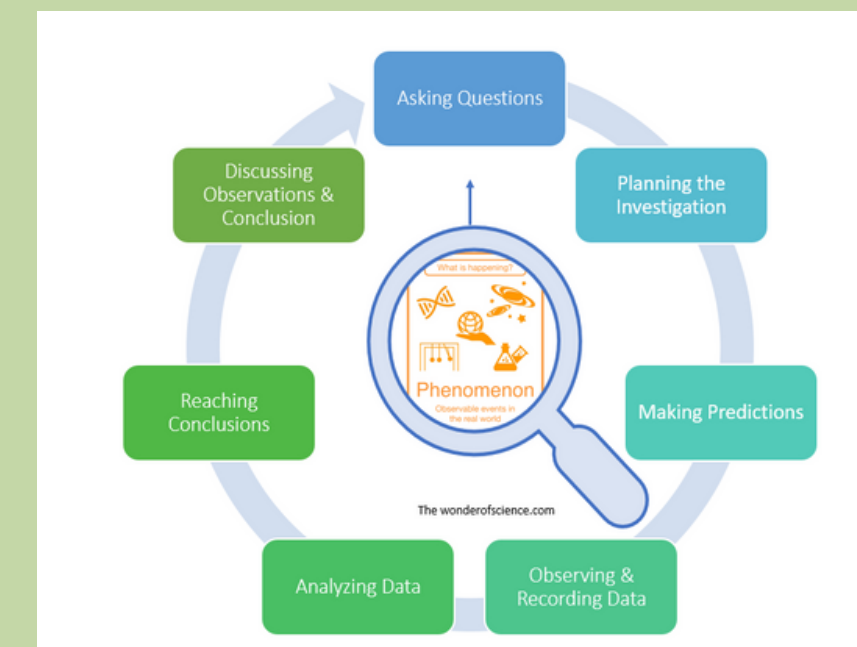 Asking Questions
Planning the
Investigation
Making Predictions
Observing &
Recording Data
Analyzing Data
Reaching
Conclusions
Discussing
Observations &
Conclusion
What is happening?
Phenomenon
Observable events in
the real world
The wonderofscience.com